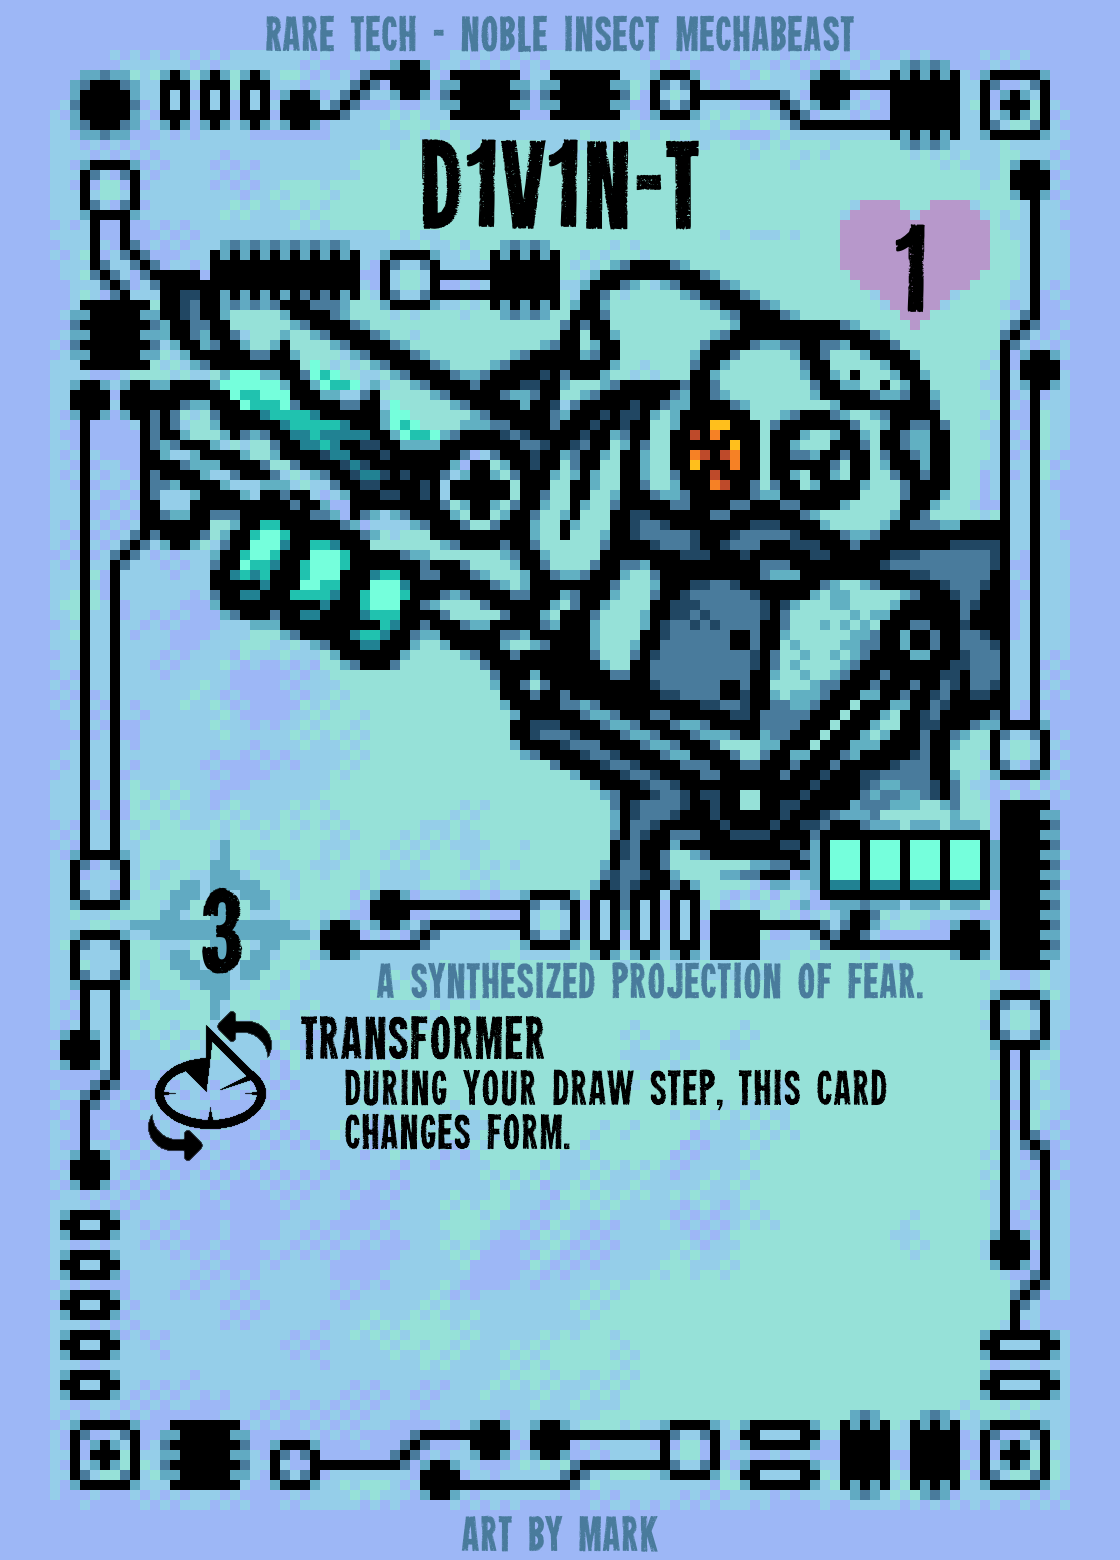 RARE TECH - NOBLE INSECT MECHABEAST
D1V1N-T
1
3
A SYNTHESIZED PROJECTION OF FEAR.
TRANSFORMER
DURING YOUR DRAW STEP, THIS CARD
CHANGES FORM.
ART BY MARK